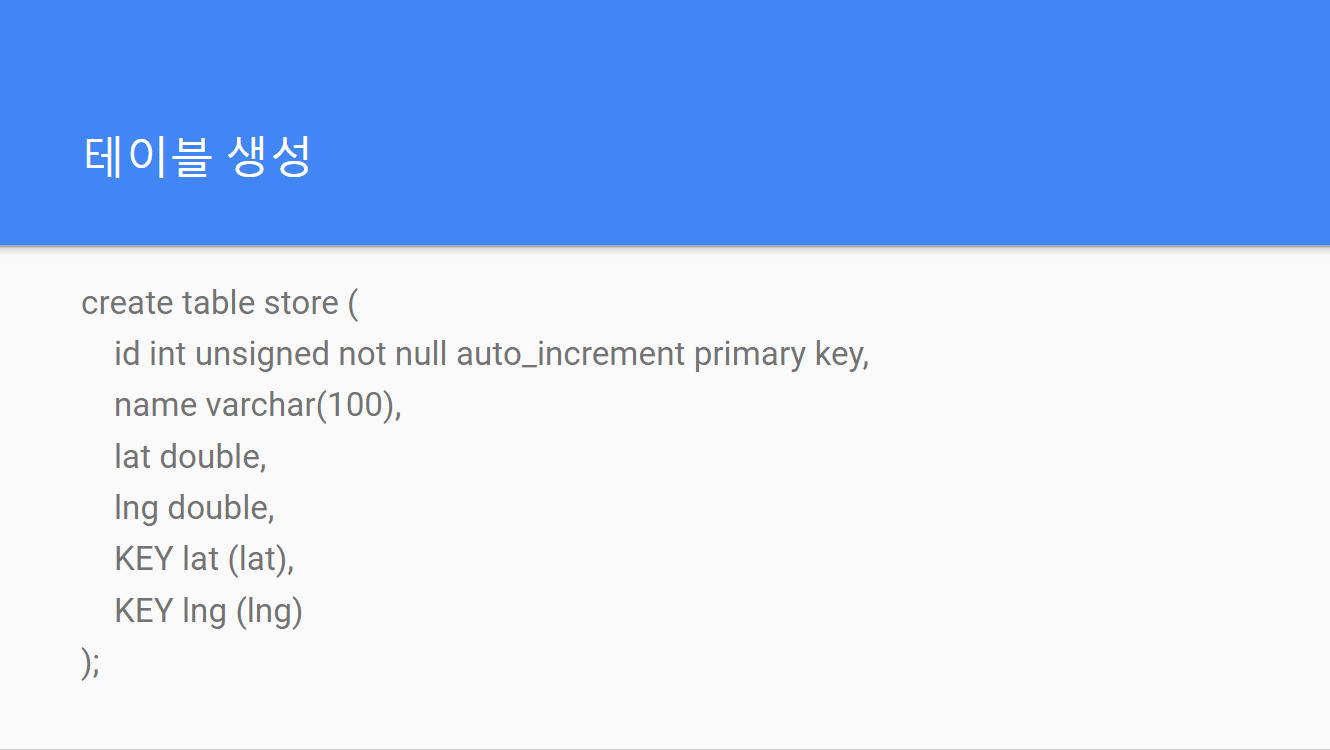 테이블 생성
create table store (
id int unsigned not null auto_increment primary key,
name varchar(100),
lat double,
lng double,
KEY lat (lat),
KEY lng (lng)
);